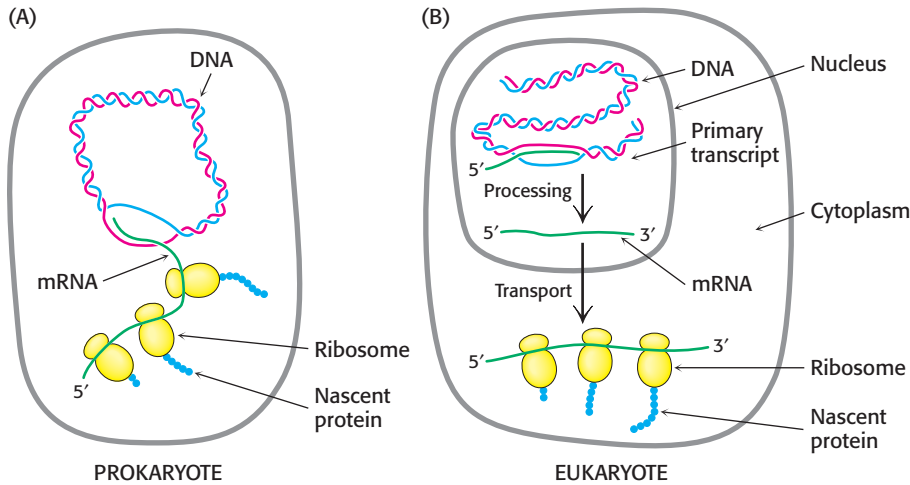 (A)
DNA
mRNA
Ribosome
5′
Nascent
protein
PROKARYOTE
(B)
DNA
Nucleus
Primary
transcript
5′
Processing
Cytoplasm
5′
3′
mRNA
Transport
5′
3′
Ribosome
Nascent
protein
EUKARYOTE